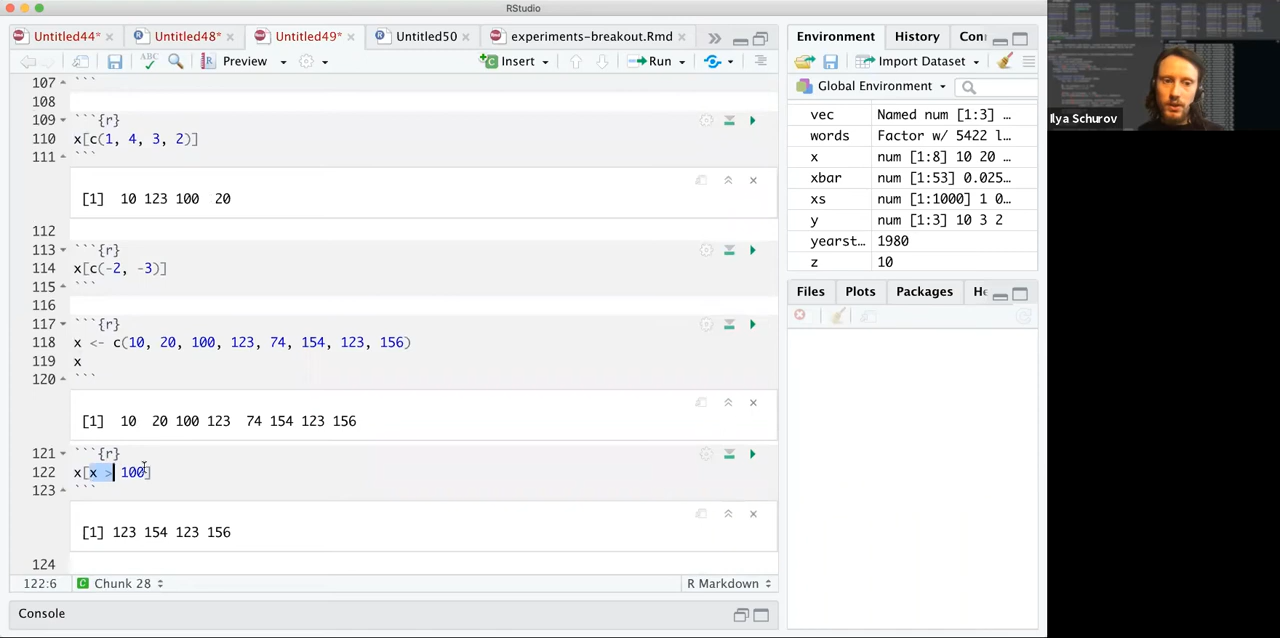 RStudio
Untitled44* Untitled48* Untitled49* Untitled50 experiments-breakout.Rmd
ABC Preview Insert Run
107 ```
108
109 ```{r}
110 x[c(1, 4, 3, 2)]
111 ```
[1]  10 123 100  20
112
113 ```{r}
114 x[c(-2, -3)]
115 ```
116
117 ```{r}
118 x <- c(10, 20, 100, 123, 74, 154, 123, 156)
119 x
120 ```
[1]  10  20 100 123  74 154 123 156
121 ```{r}
122 x[x > 100]
123 ```
[1] 123 154 123 156
124
122:6 Chunk 28 R Markdown
Console
Environment History Con
Import Dataset
Global Environment
vec Named num [1:3] …
words Factor w/ 5422 l…
x num [1:8] 10 20 …
xbar num [1:53] 0.025…
xs num [1:1000] 1 0…
y num [1:3] 10 3 2
yearst… 1980
z 10
Files Plots Packages He
Ilya Schurov